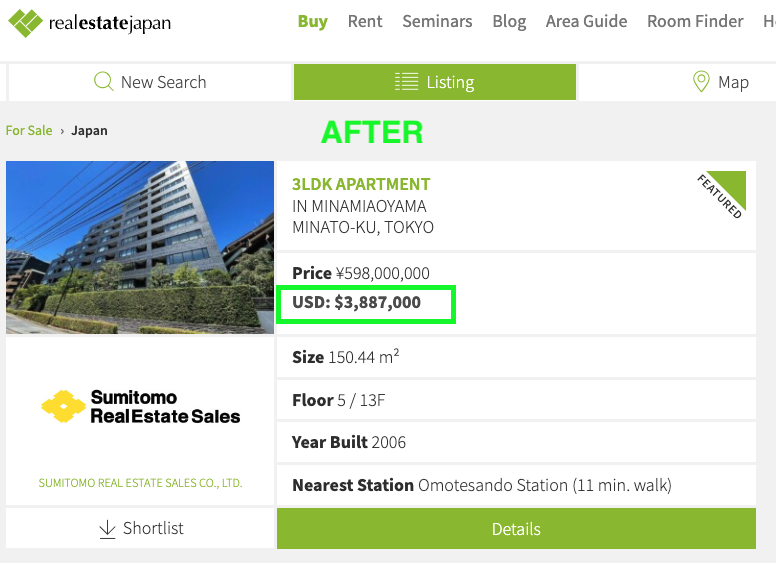 realestatejapan
Buy Rent Seminars Blog Area Guide Room Finder
New Search
Listing
Map
For Sale › Japan
AFTER
3LDK APARTMENT
IN MINAMIAOYAMA
MINATO-KU, TOKYO
FEATURED
Price ¥598,000,000
USD: $3,887,000
Size 150.44 m²
Floor 5 / 13F
Year Built 2006
Nearest Station Omotesando Station (11 min. walk)
Sumitomo
Real Estate Sales
SUMITOMO REAL ESTATE SALES CO., LTD.
Shortlist
Details